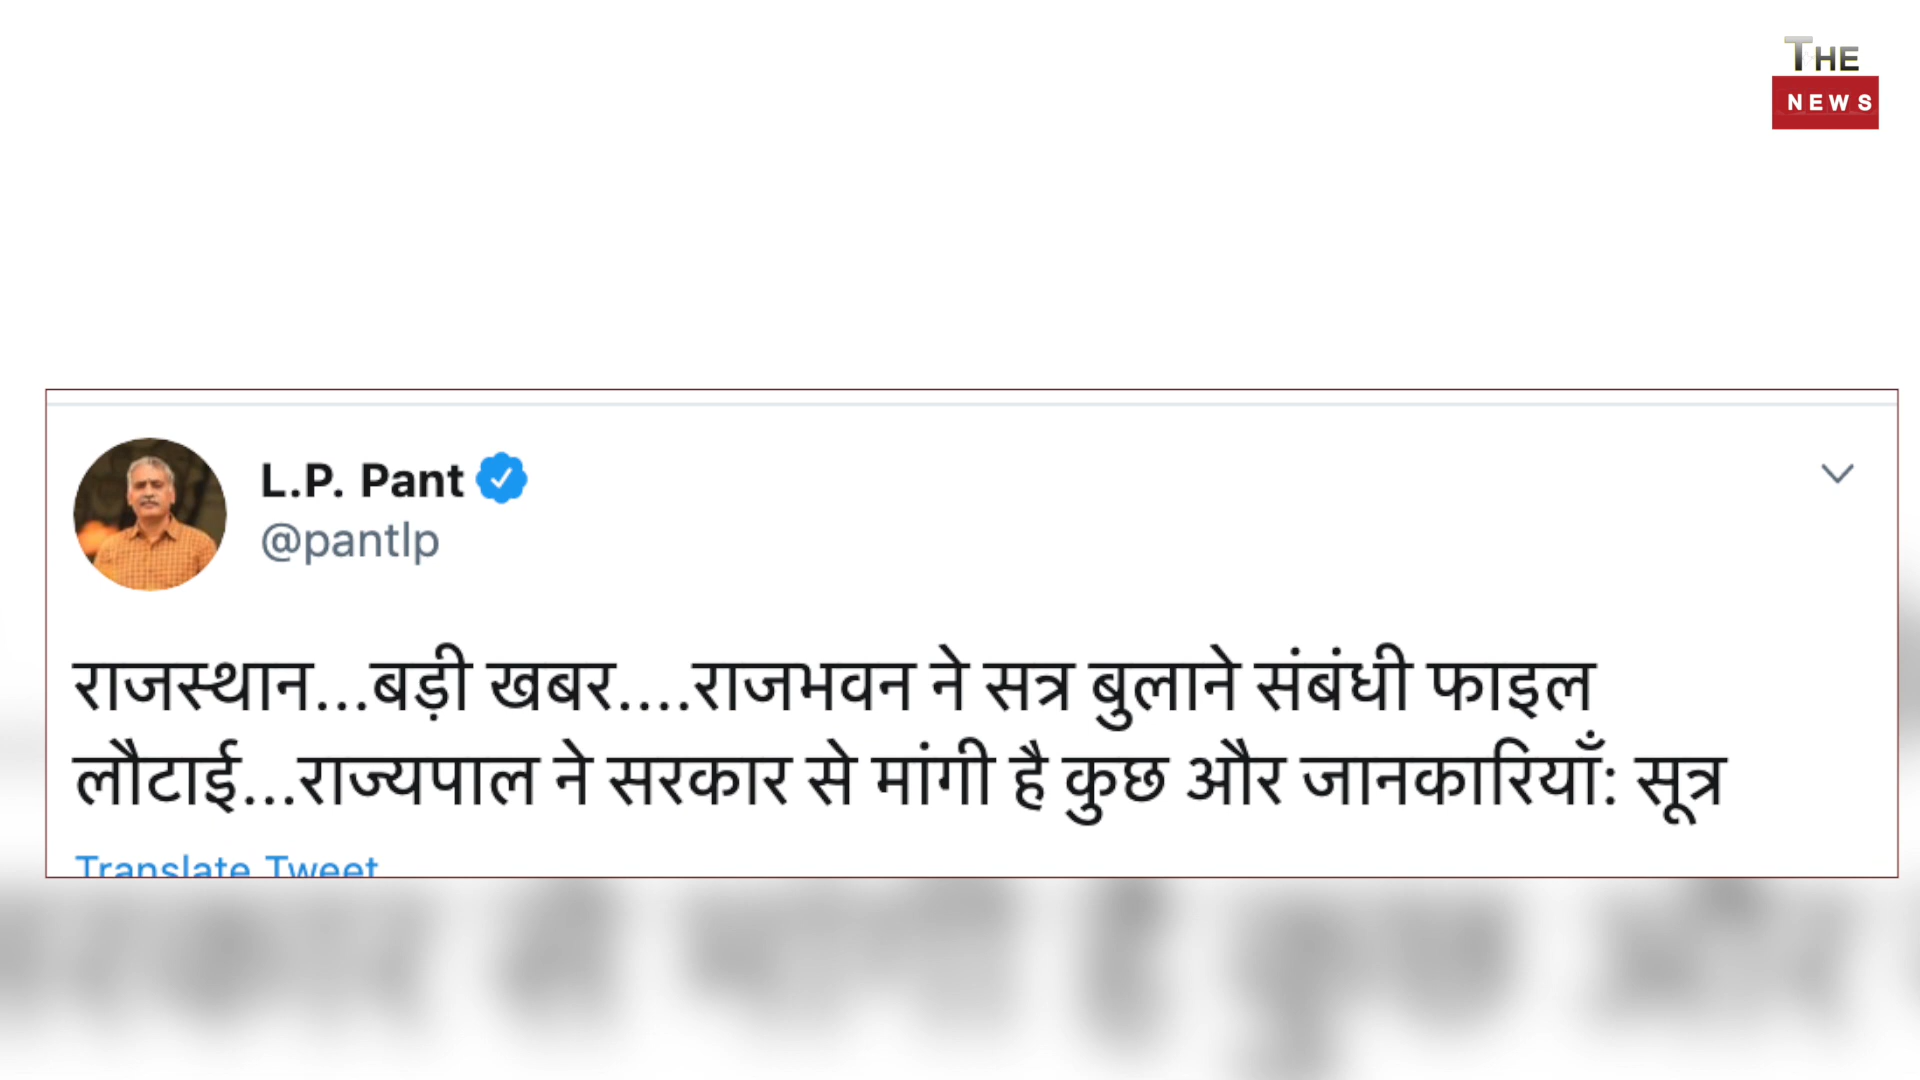 THE
NEWS
L.P. Pant
@pantlp
राजस्थान...बड़ी खबर....राजभवन ने सत्र बुलाने संबंधी फाइल
लौटाई...राज्यपाल ने सरकार से मांगी है कुछ और जानकारियाँ: सूत्र
Translate Tweet